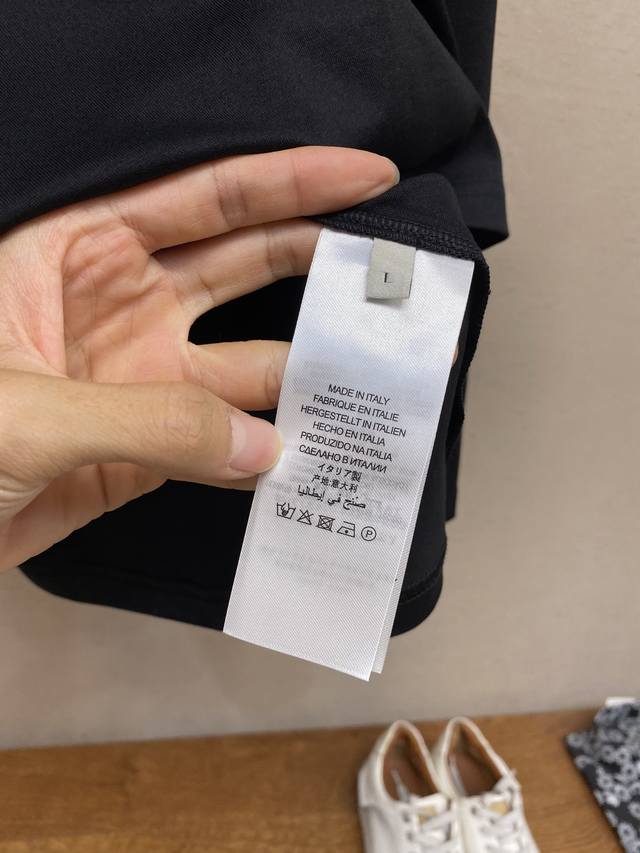 L
MADE IN ITALY
FABRIQUE EN ITALIE
HERGESTELLT IN ITALIEN
HECHO EN ITALIA
PRODUZIDO NA ITALIA
СДЕЛАНО В ИТАЛИИ
イタリア製
产地:意大利
صنع في إيطاليا
P